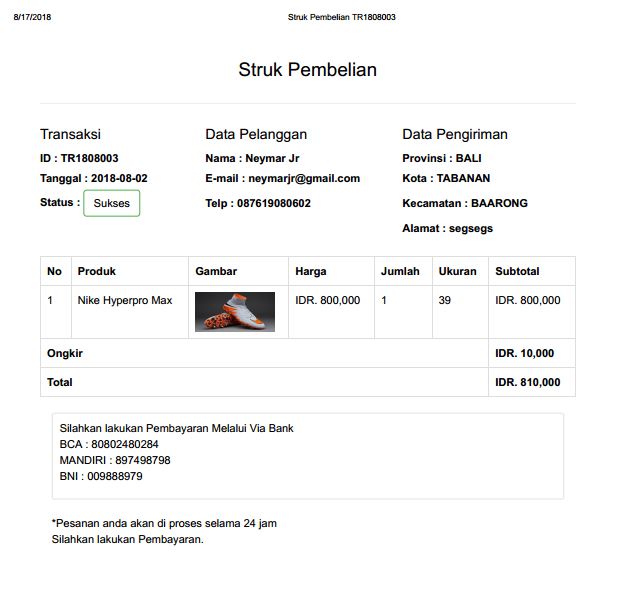 8/17/2018 Struk Pembelian TR1808003
Struk Pembelian
Transaksi
ID : TR1808003
Tanggal : 2018-08-02
Status : Sukses
Data Pelanggan
Nama : Neymar Jr
E-mail : neymarjr@gmail.com
Telp : 087619080602
Data Pengiriman
Provinsi : BALI
Kota : TABANAN
Kecamatan : BAARONG
Alamat : segsegs
No Produk Gambar Harga Jumlah Ukuran Subtotal
1 Nike Hyperpro Max IDR. 800,000 1 39 IDR. 800,000
Ongkir IDR. 10,000
Total IDR. 810,000
Silahkan lakukan Pembayaran Melalui Via Bank
BCA : 80802480284
MANDIRI : 897498798
BNI : 009888979
*Pesanan anda akan di proses selama 24 jam
Silahkan lakukan Pembayaran.